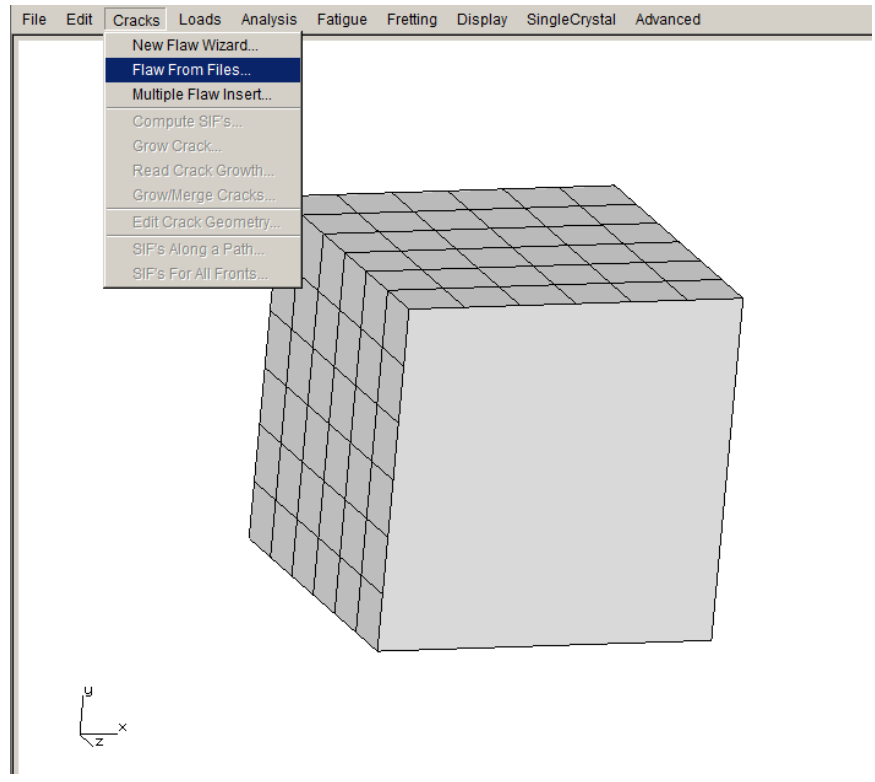 File Edit Cracks Loads Analysis Fatigue Fretting Display SingleCrystal Advanced
New Flaw Wizard...
Flaw From Files...
Multiple Flaw Insert...
Compute SIF's...
Grow Crack...
Read Crack Growth...
Grow/Merge Cracks...
Edit Crack Geometry...
SIF's Along a Path...
SIF's For All Fronts...
y
x
z